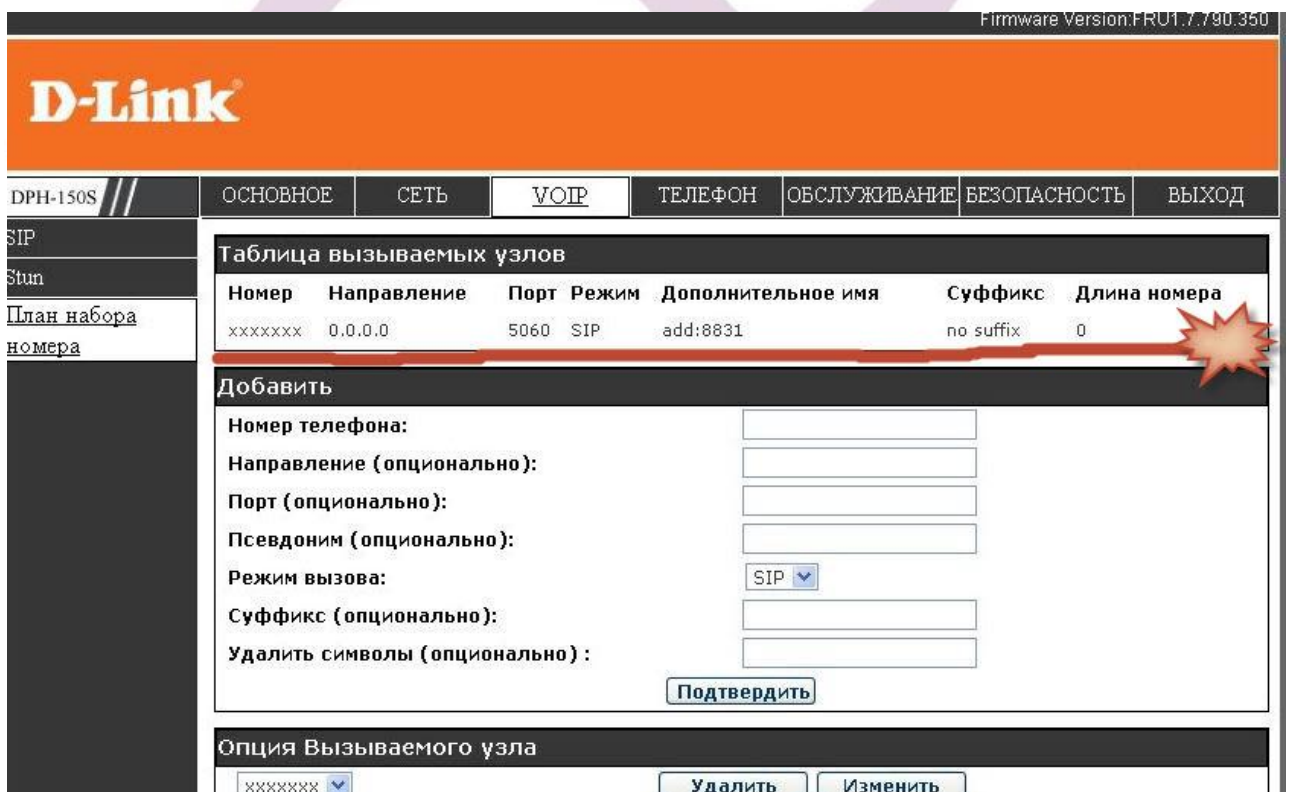 Firmware Version:FRU1.7.790.350
D-Link
DPH-150S ОСНОВНОЕ СЕТЬ VOIP ТЕЛЕФОН ОБСЛУЖИВАНИЕ БЕЗОПАСНОСТЬ ВЫХОД
SIP
Stun
План набора
номера
Таблица вызываемых узлов
Номер Направление Порт Режим Дополнительное имя Суффикс Длина номера
xxxxxxx 0.0.0.0 5060 SIP add:8831 no suffix 0
Добавить
Номер телефона:
Направление (опционально):
Порт (опционально):
Псевдоним (опционально):
Режим вызова: SIP
Суффикс (опционально):
Удалить символы (опционально) :
Подтвердить
Опция Вызываемого узла
xxxxxxx Удалить Изменить